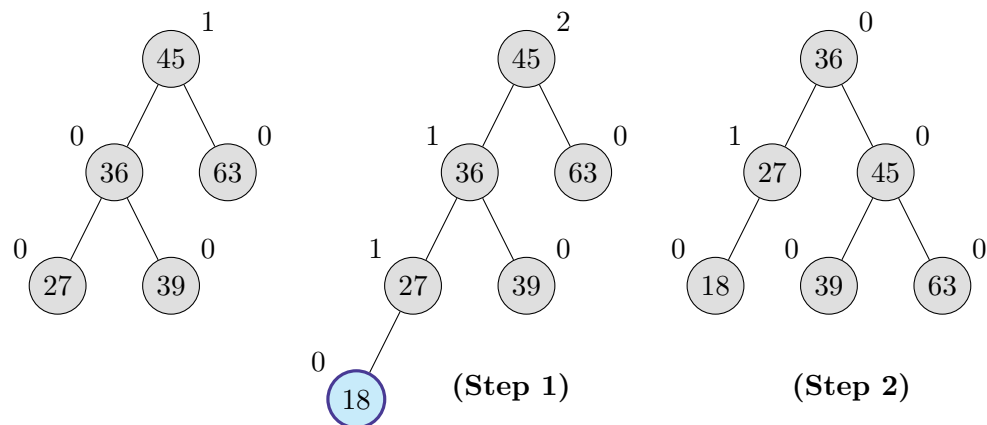 1 2 0
45 45 36
0 0 1 0 1 0
36 63 36 63 27 45
0 0 1 0 0 0 0
27 39 27 39 18 39 63
0
18 (Step 1) (Step 2)